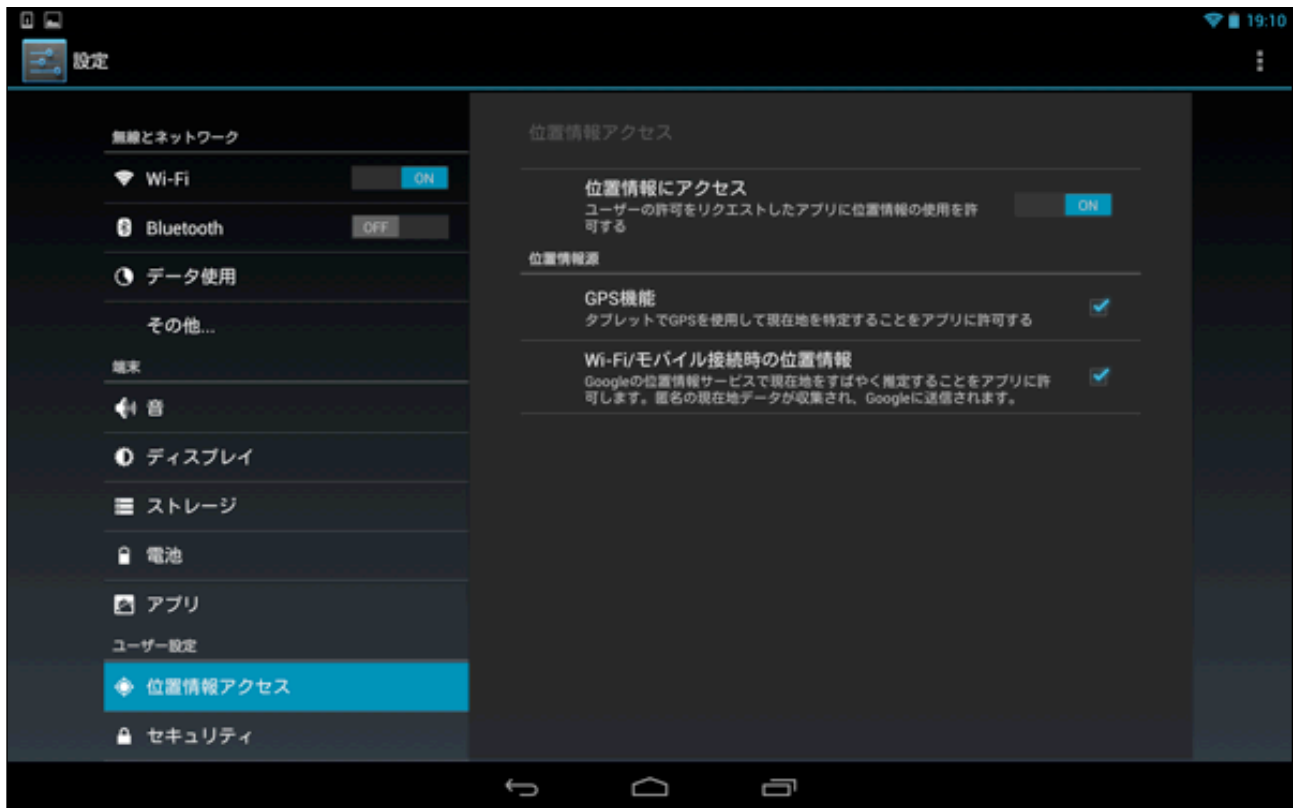 19:10
設定
無線とネットワーク
Wi-Fi
ON
Bluetooth
OFF
データ使用
その他...
端末
音
ディスプレイ
ストレージ
電池
アプリ
ユーザー設定
位置情報アクセス
セキュリティ
位置情報アクセス
位置情報にアクセス
ユーザーの許可をリクエストしたアプリに位置情報の使用を許
可する
ON
位置情報源
GPS機能
タブレットでGPSを使用して現在地を特定することをアプリに許可する
Wi-Fi/モバイル接続時の位置情報
Googleの位置情報サービスで現在地をすばやく推定することをアプリに許
可します。匿名の現在地データが収集され、Googleに送信されます。